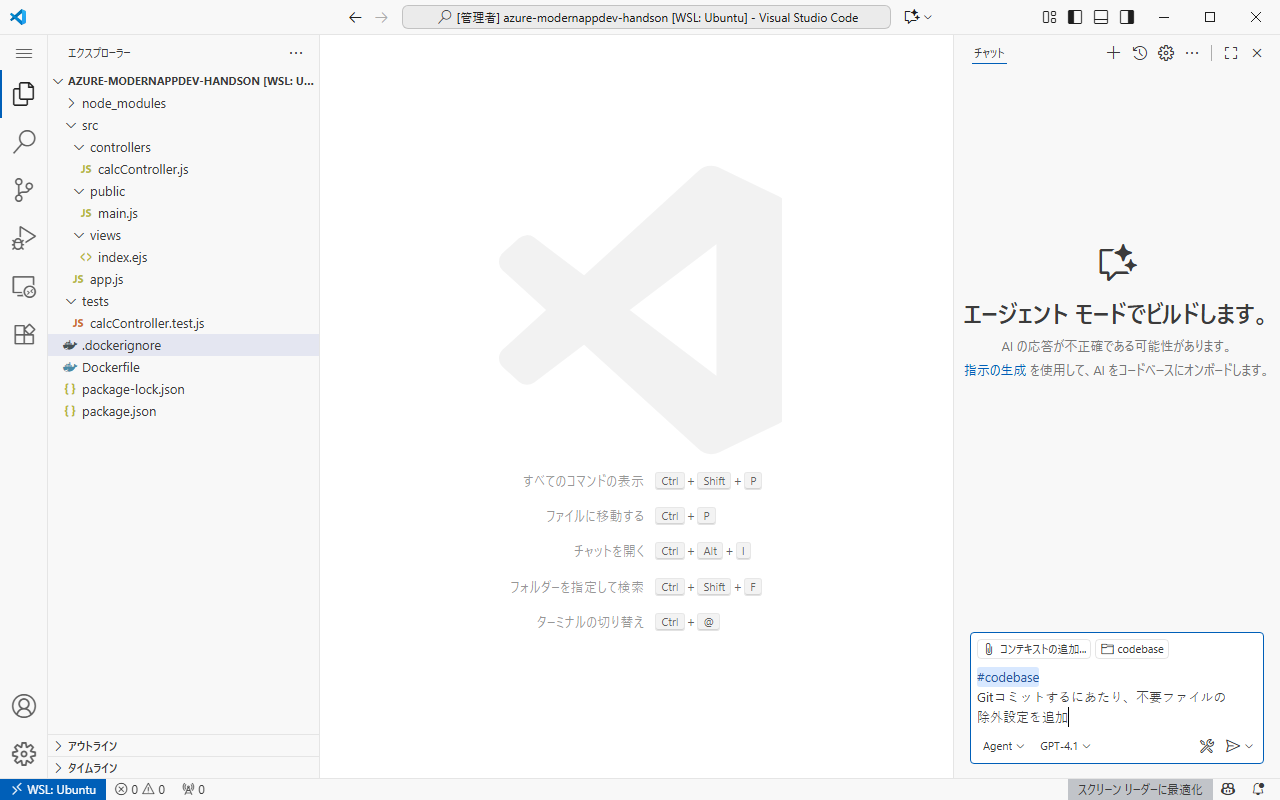 [管理者] azure-modernappdev-handson [WSL: Ubuntu] - Visual Studio Code
エクスプローラー
AZURE-MODERNAPPDEV-HANDSON [WSL: U...
node_modules
src
controllers
JS calcController.js
public
JS main.js
views
<> index.ejs
JS app.js
tests
JS calcController.test.js
.dockerignore
Dockerfile
{} package-lock.json
{} package.json
アウトライン
タイムライン
すべてのコマンドの表示 Ctrl + Shift + P
ファイルに移動する Ctrl + P
チャットを開く Ctrl + Alt + I
フォルダーを指定して検索 Ctrl + Shift + F
ターミナルの切り替え Ctrl + @
チャット
エージェント モードでビルドします。
AI の応答が不正確である可能性があります。
指示の生成 を使用して、AI をコードベースにオンボードします。
コンテキストの追加... codebase
#codebase
Gitコミットするにあたり、不要ファイルの
除外設定を追加
Agent GPT-4.1
WSL: Ubuntu 0 0 0 スクリーン リーダーに最適化